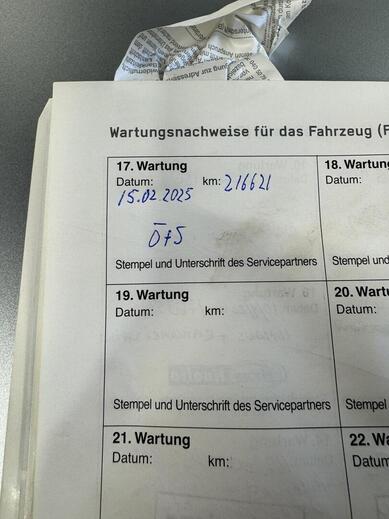 Wartungsnachweise für das Fahrzeug (F
17. Wartung
Datum: km: 216621
15.02.2025
Ö+S
Stempel und Unterschrift des Servicepartners
18. Wartung
Datum:
Stempel und
19. Wartung
Datum: km:
Stempel und Unterschrift des Servicepartners
20. Wartung
Datum:
Stempel
21. Wartung
Datum: km:
22. Wa
Datum